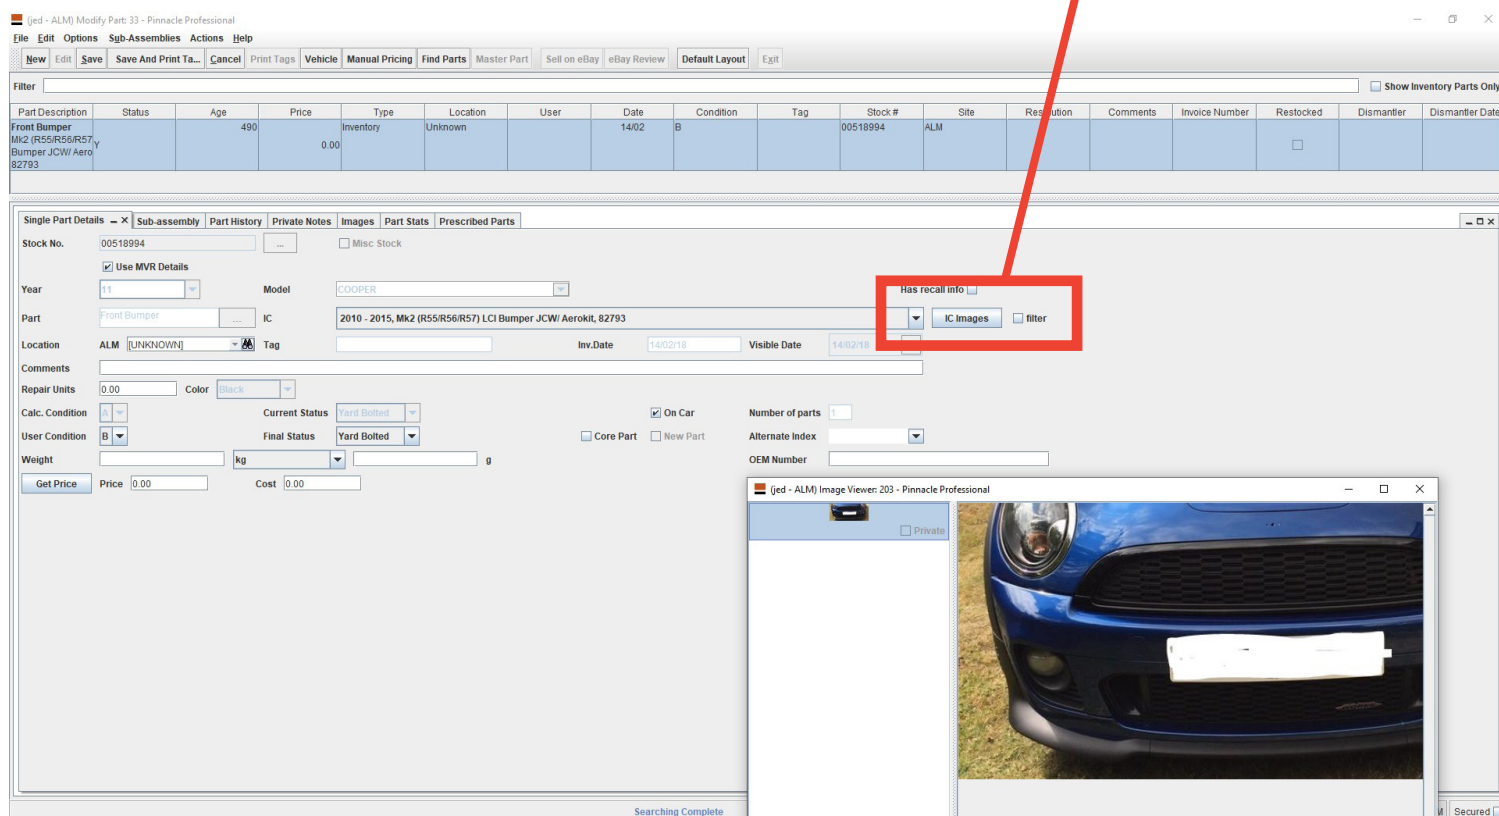 (jed - ALM) Modify Part: 33 - Pinnacle Professional
File Edit Options Sub-Assemblies Actions Help
New Edit Save Save And Print Ta... Cancel Print Tags Vehicle Manual Pricing Find Parts Master Part Sell on eBay eBay Review Default Layout Exit
Filter Show Inventory Parts Only
Part Description Status Age Price Type Location User Date Condition Tag Stock # Site Comments Invoice Number Restocked Dismantler Dismantler Date
Front Bumper 490 Inventory Unknown 14/02 B 00518994 ALM
Mk2 (R55/R56/R57
Y 0.00
Bumper JCW/ Aero
82793
Single Part Details Sub-assembly Part History Private Notes Images Part Stats Prescribed Parts
Stock No. 00518994 ... Misc Stock
Use MVR Details
Year 11 Model COOPER Has recall info
Part Front Bumper ... IC 2010 - 2015, Mk2 (R55/R56/R57) LCI Bumper JCW/ Aerokit, 82793 IC Images filter
Location ALM [UNKNOWN] Tag Inv.Date 14/02/18 Visible Date 14/02/18
Comments
Repair Units 0.00 Color Black
Calc. Condition A Current Status Yard Bolted On Car Number of parts 1
User Condition B Final Status Yard Bolted Core Part New Part Alternate Index
Weight kg g OEM Number
Get Price Price 0.00 Cost 0.00
(jed - ALM) Image Viewer: 203 - Pinnacle Professional
Private
Searching Complete M Secured